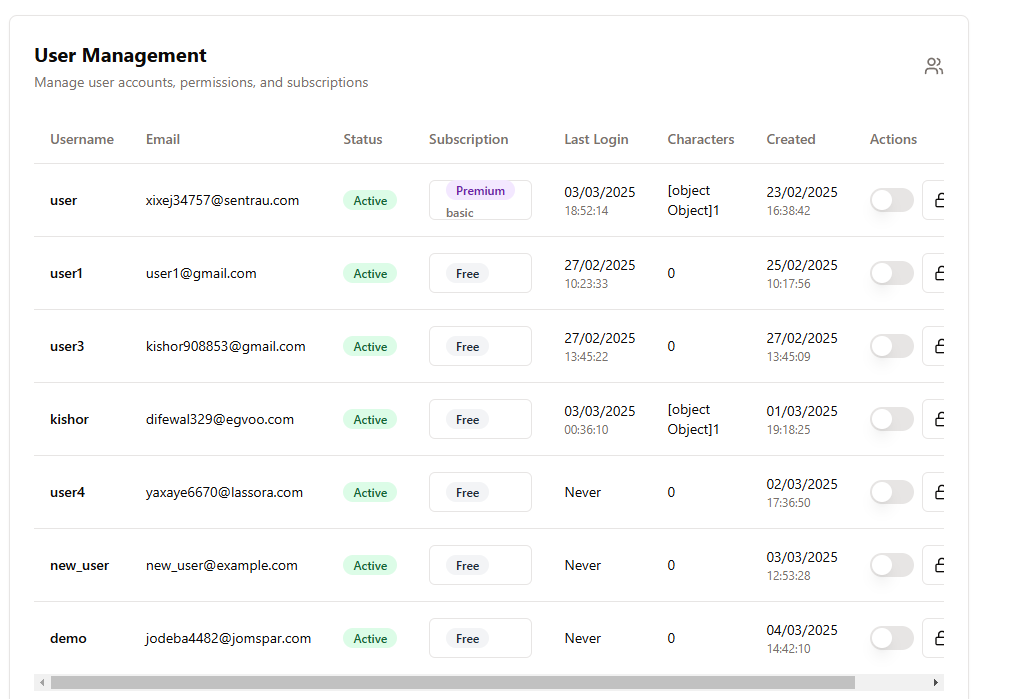 User Management
Manage user accounts, permissions, and subscriptions
Username Email Status Subscription Last Login Characters Created Actions
user xixej34757@sentrau.com Active Premium basic 03/03/2025 18:52:14 [object Object]1 23/02/2025 16:38:42
user1 user1@gmail.com Active Free 27/02/2025 10:23:33 0 25/02/2025 10:17:56
user3 kishor908853@gmail.com Active Free 27/02/2025 13:45:22 0 27/02/2025 13:45:09
kishor difewal329@egvoo.com Active Free 03/03/2025 00:36:10 [object Object]1 01/03/2025 19:18:25
user4 yaxaye6670@lassora.com Active Free Never 0 02/03/2025 17:36:50
new_user new_user@example.com Active Free Never 0 03/03/2025 12:53:28
demo jodeba4482@jomspar.com Active Free Never 0 04/03/2025 14:42:10